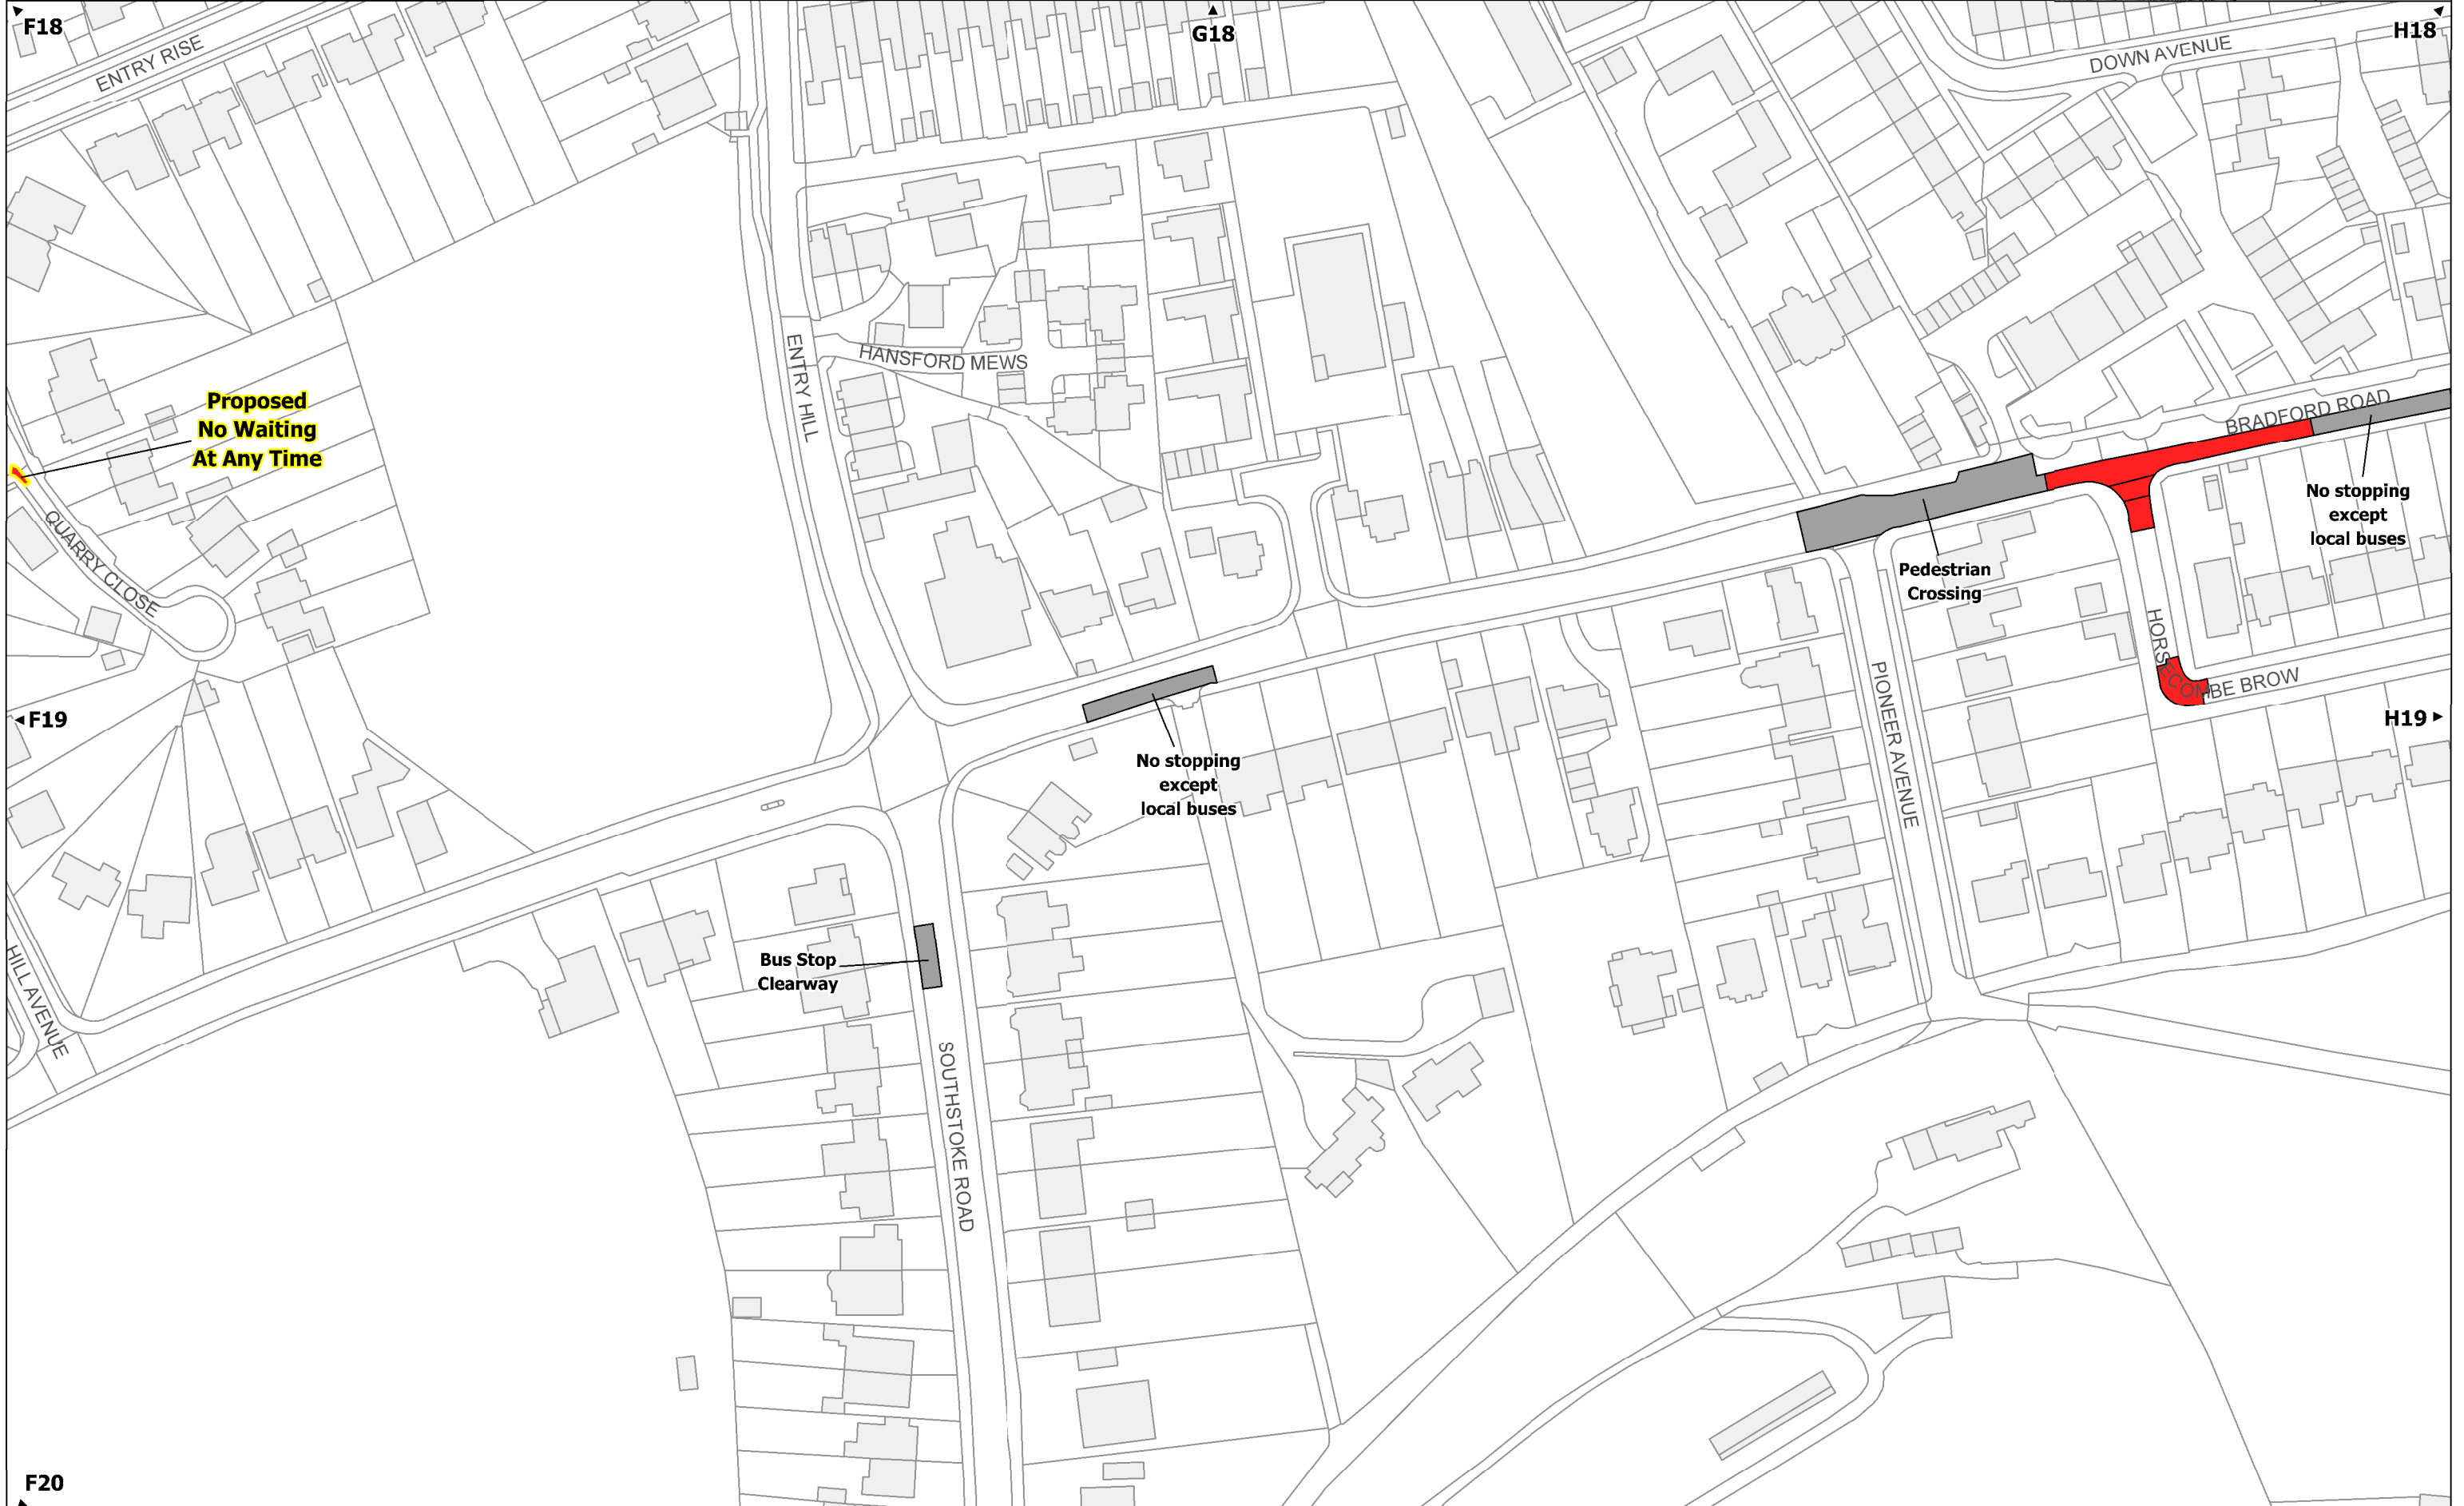 F18
G18
H18
ENTRY RISE
DOWN AVENUE
ENTRY HILL
HANSFORD MEWS
Proposed
No Waiting
At Any Time
BRADFORD ROAD
No stopping
except
local buses
QUARRY CLOSE
Pedestrian
Crossing
HORSECOMBE BROW
PIONEER AVENUE
F19
H19
No stopping
except
local buses
Bus Stop
Clearway
HILL AVENUE
SOUTHSTOKE ROAD
F20